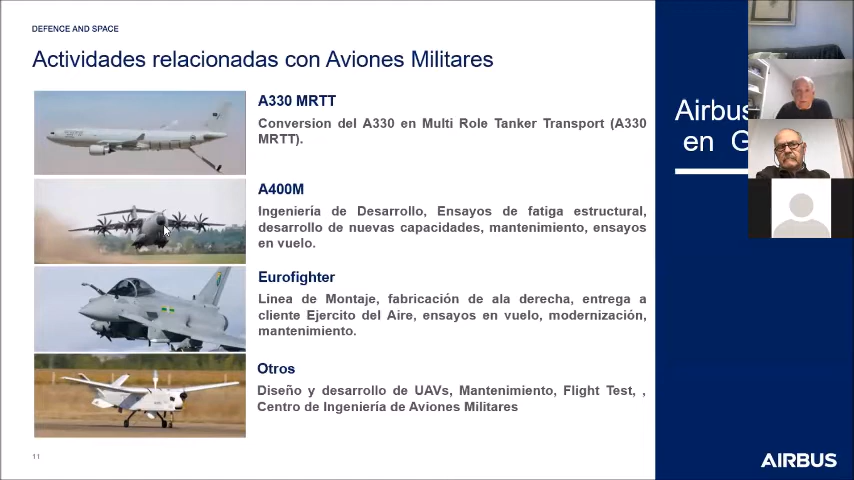 DEFENCE AND SPACE
Actividades relacionadas con Aviones Militares
A330 MRTT
Conversion del A330 en Multi Role Tanker Transport (A330
MRTT).
A400M
Ingeniería de Desarrollo, Ensayos de fatiga estructural,
desarrollo de nuevas capacidades, mantenimiento, ensayos
en vuelo.
Eurofighter
Linea de Montaje, fabricación de ala derecha, entrega a
cliente Ejercito del Aire, ensayos en vuelo, modernización,
mantenimiento.
Otros
Diseño y desarrollo de UAVs, Mantenimiento, Flight Test, ,
Centro de Ingeniería de Aviones Militares
11
Airbus
en G
AIRBUS